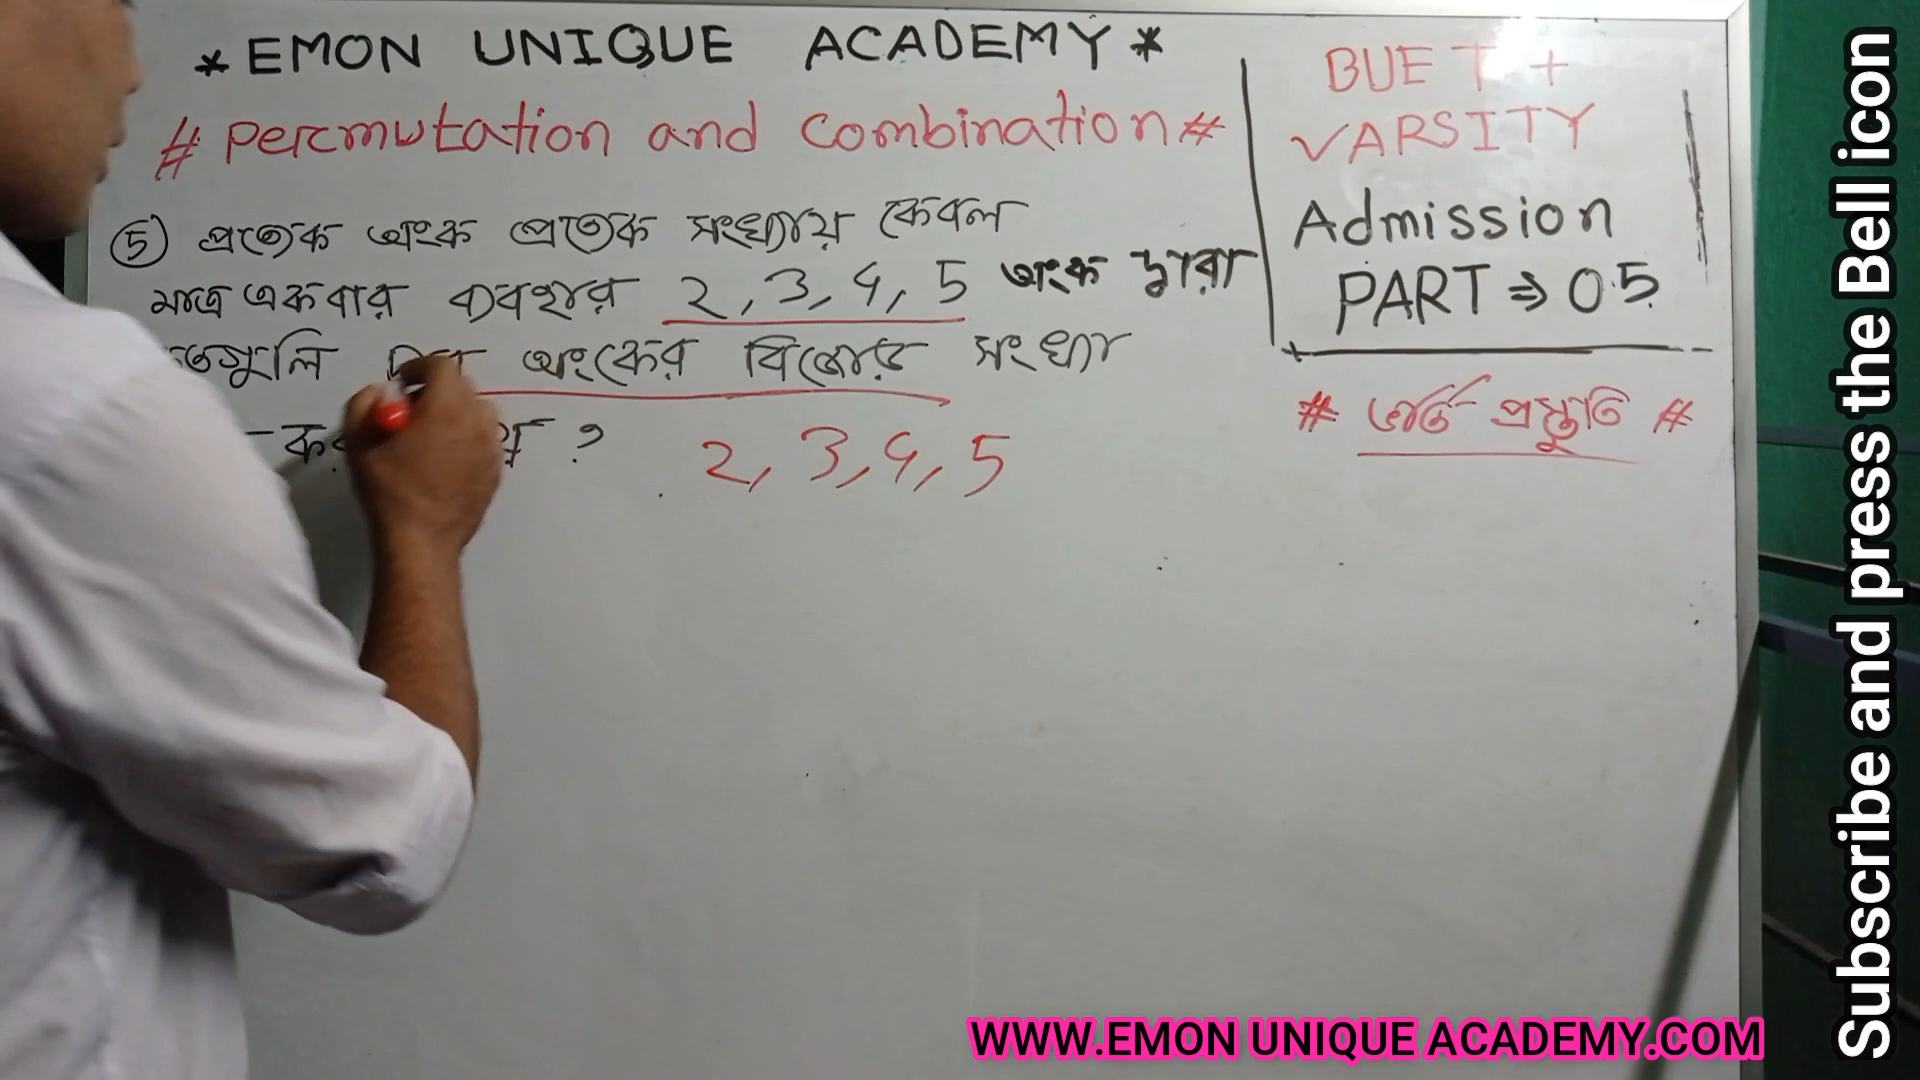 * EMON UNIQUE ACADEMY *
# Permutation and Combination #
৫) প্রত্যেক অংক প্রত্যেক সংখ্যায় কেবল
মাত্র একবার ব্যবহার 2, 3, 4, 5 অংক দ্বারা
অংকের বিজোড় সংখ্যা
?
2, 3, 4, 5
BUET +
VARSITY
Admission
PART ⇒ 05
# ভর্তি প্রস্তুতি #
WWW.EMON UNIQUE ACADEMY.COM
Subscribe and press the Bell icon